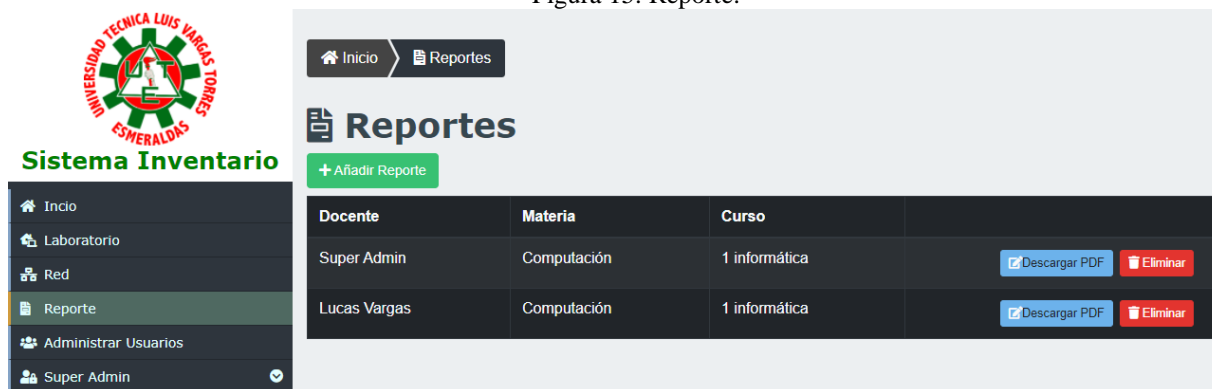 Figura 13. Reporte.
UNIVERSIDAD TECNICA LUIS VARGAS TORRES
UTE
ESMERALDAS
Sistema Inventario
Incio
Laboratorio
Red
Reporte
Administrar Usuarios
Super Admin
Inicio Reportes
Reportes
+ Añadir Reporte
Docente Materia Curso
Super Admin Computación 1 informática Descargar PDF Eliminar
Lucas Vargas Computación 1 informática Descargar PDF Eliminar